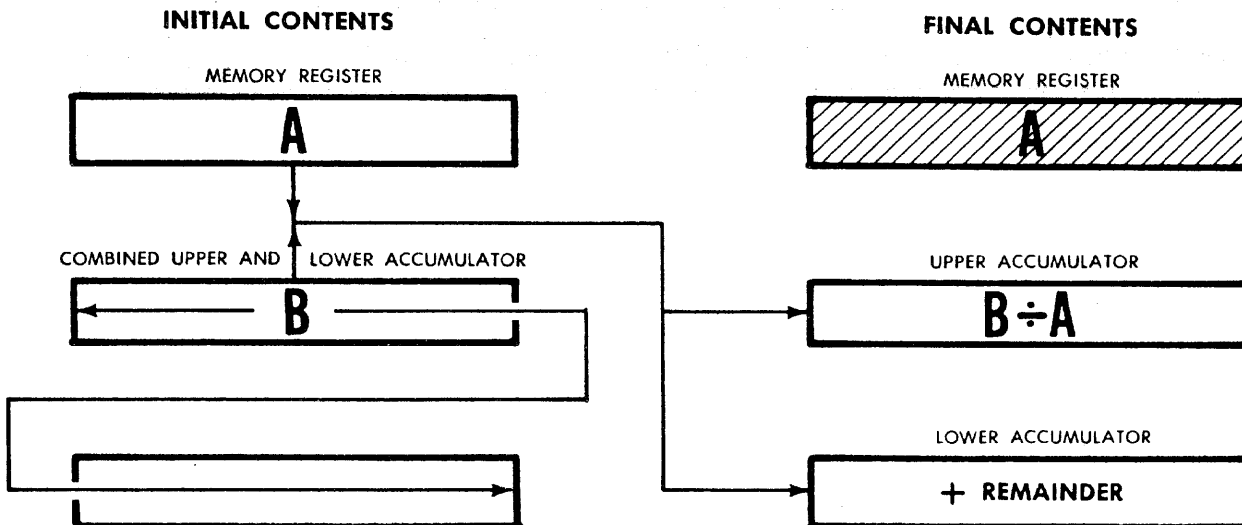 INITIAL CONTENTS
MEMORY REGISTER
A
COMBINED UPPER AND LOWER ACCUMULATOR
B
FINAL CONTENTS
MEMORY REGISTER
A
UPPER ACCUMULATOR
B÷A
LOWER ACCUMULATOR
+ REMAINDER